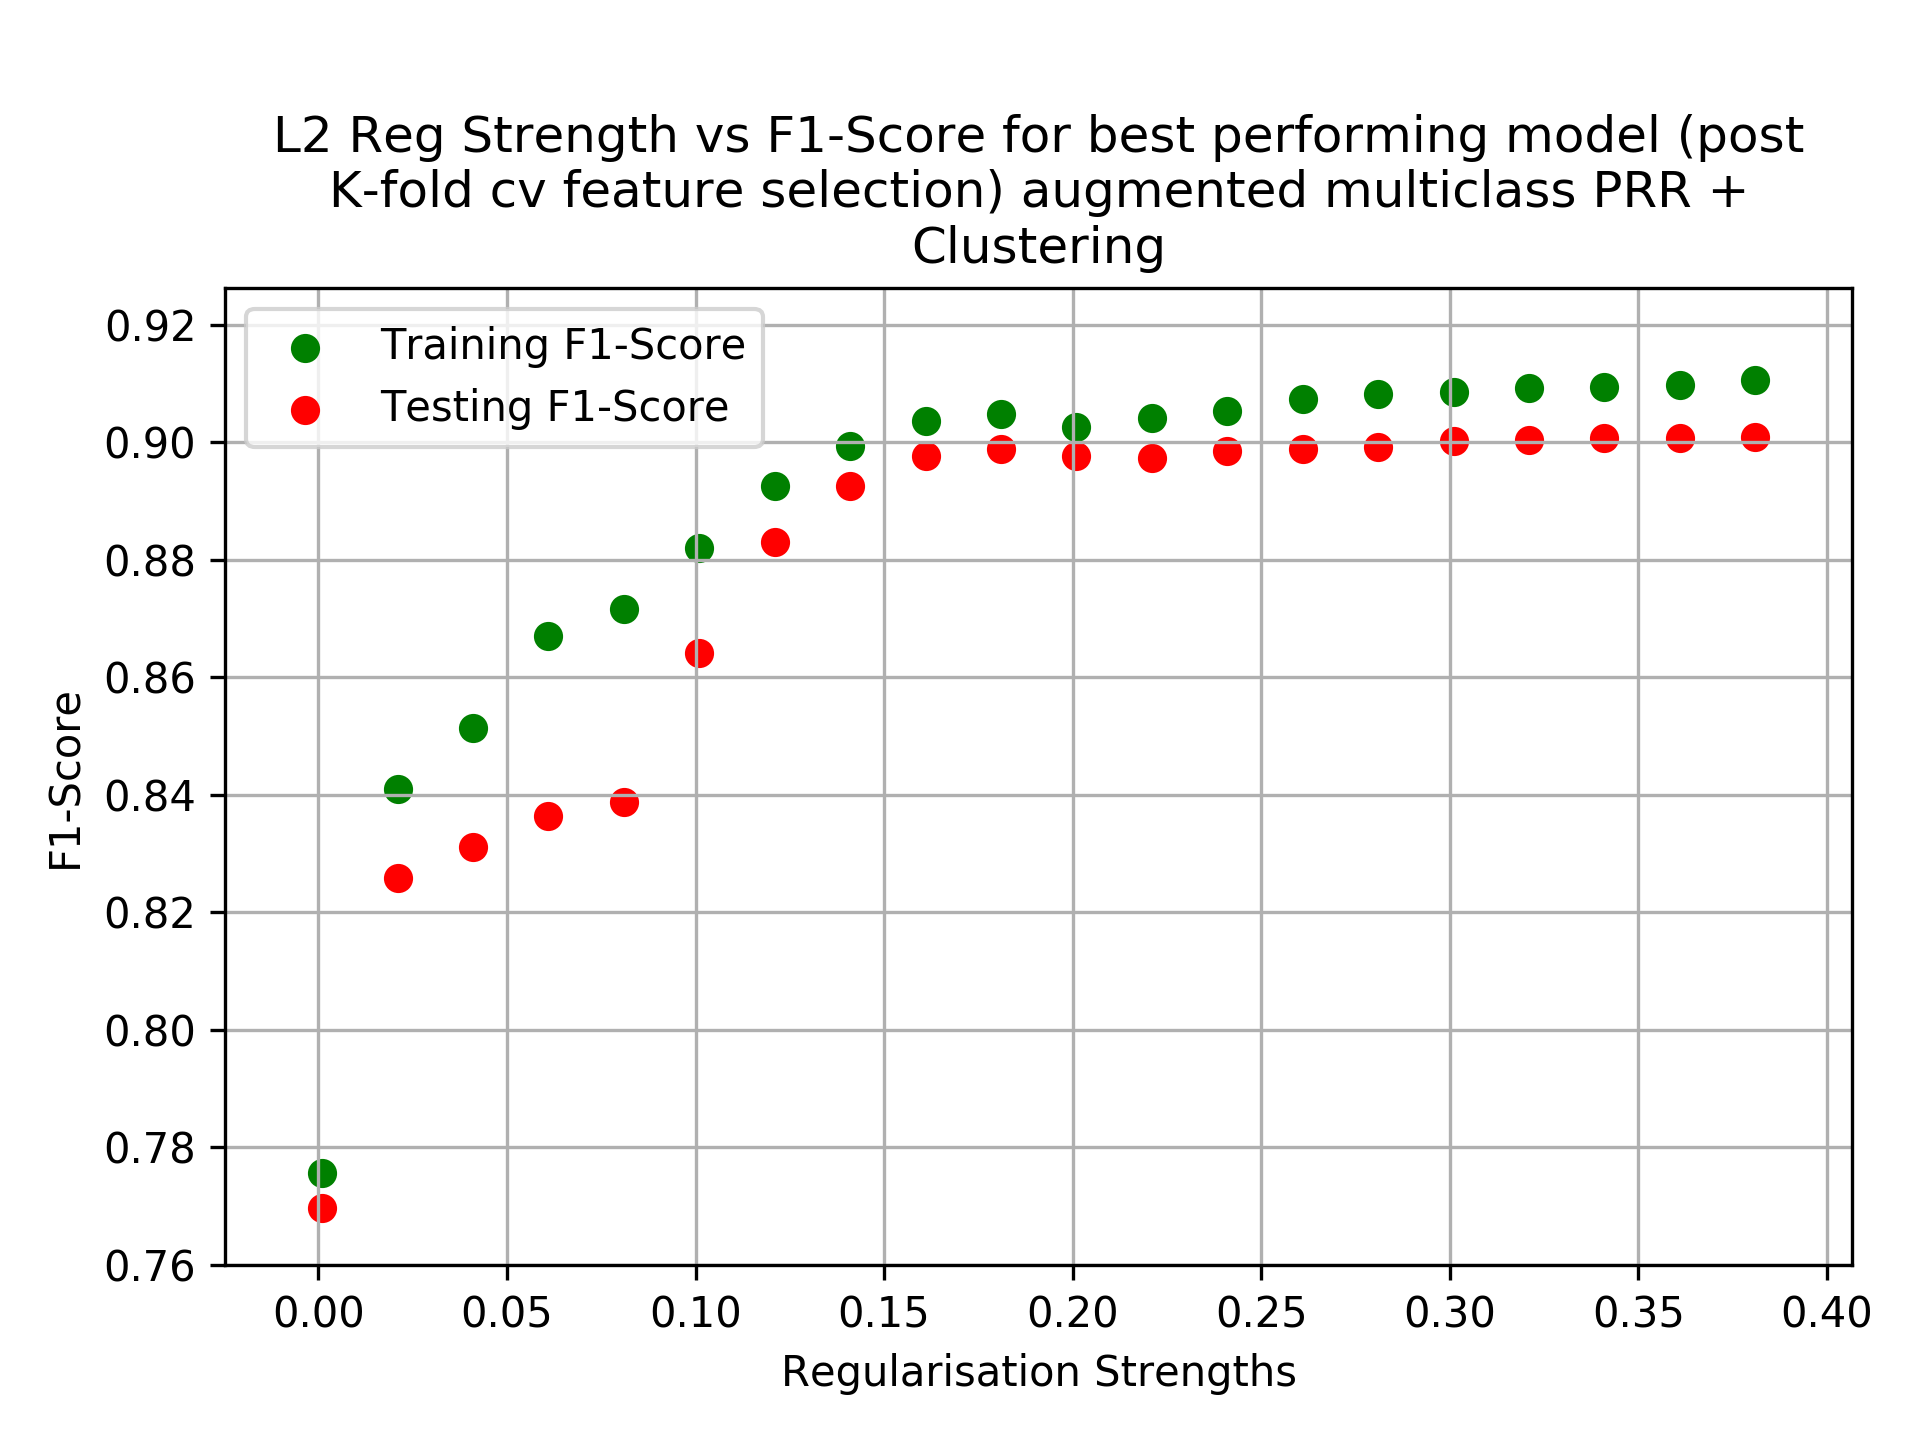 L2 Reg Strength vs F1-Score for best performing model (post
K-fold cv feature selection) augmented multiclass PRR +
Clustering
Training F1-Score
Testing F1-Score
0.92
0.90
0.88
0.86
0.84
0.82
0.80
0.78
0.76
F1-Score
0.00 0.05 0.10 0.15 0.20 0.25 0.30 0.35 0.40
Regularisation Strengths